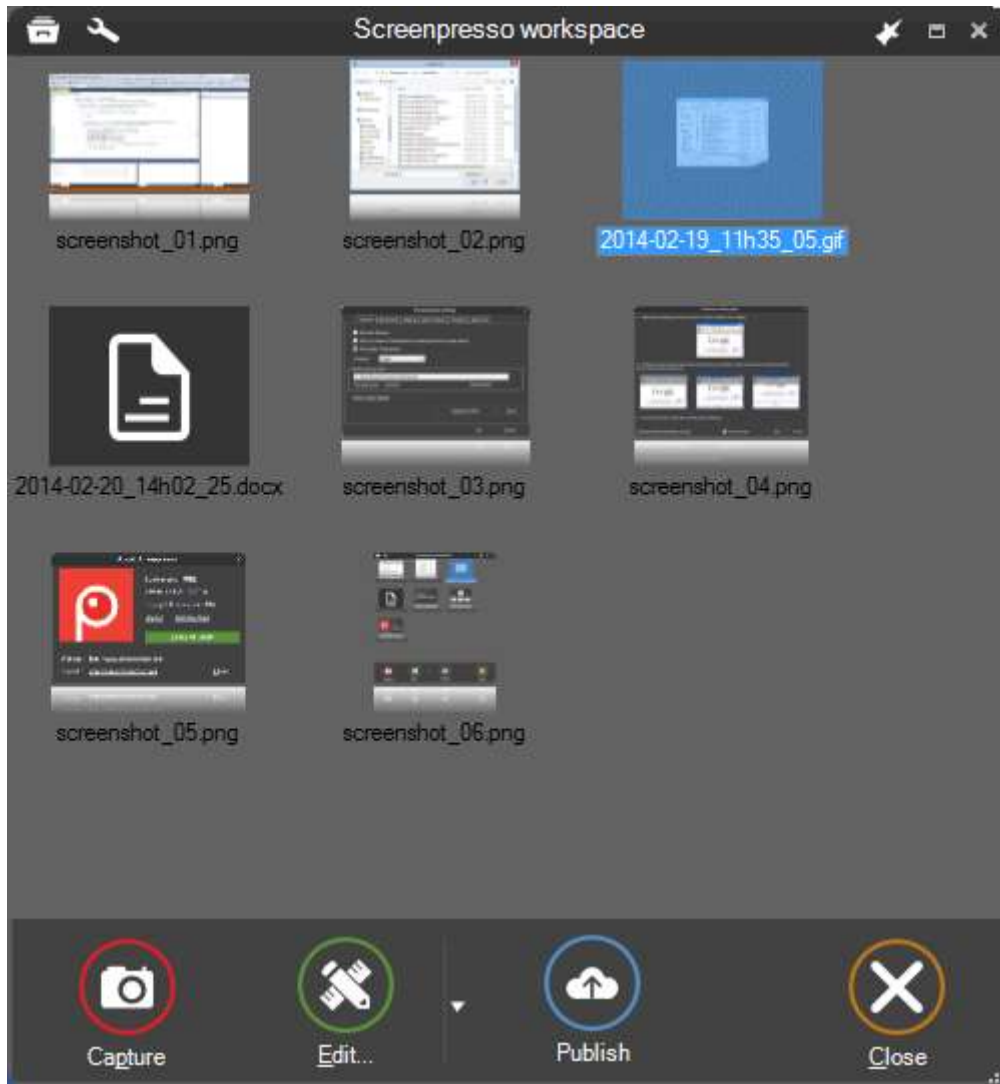 Screenpresso workspace
screenshot_01.png
screenshot_02.png
2014-02-19_11h35_05.gif
2014-02-20_14h02_25.docx
screenshot_03.png
screenshot_04.png
screenshot_05.png
screenshot_06.png
Capture
Edit...
Publish
Close